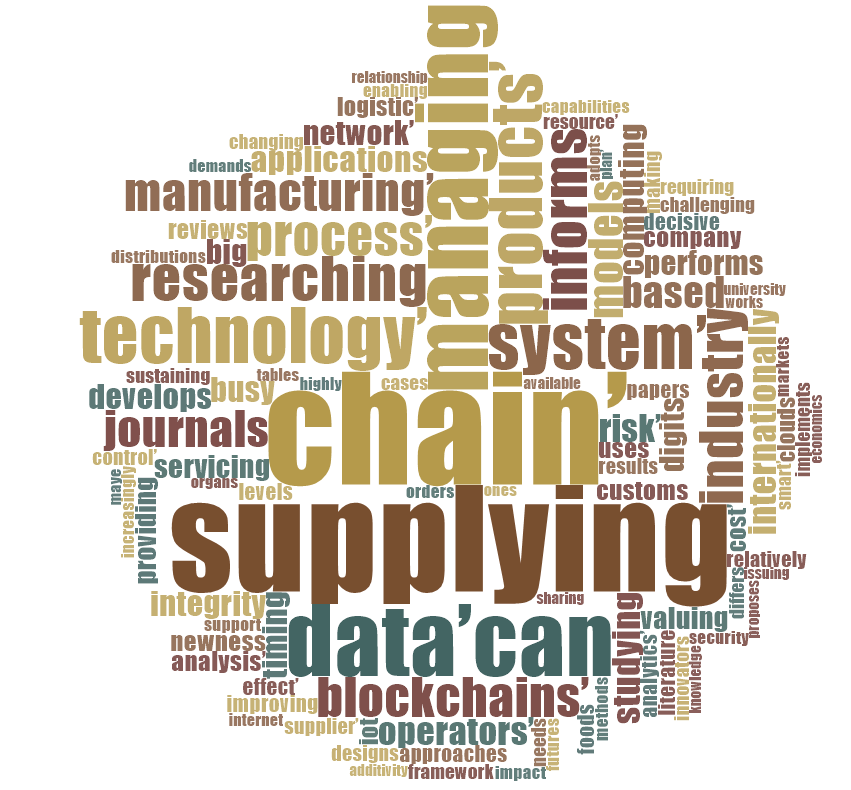 managing
relationship
enabling
logistic’
products’
capabilities
resource’
network’
changing
applications
demands
informs
adopts
plan’
computing
making
manufacturing’
models
requiring
challenging
decisive
reviews
process’
company
distributions
big
performs
researching
based
university
works
technology’
system’
industry
internationally
sustaining
tables
highly
cases
available
papers
markets
develops
busy
chain’
digits
clouds
implements
economics
journals
risk’
uses
control’
servicing
results
smart’
organs
levels
orders
ones
customs
maye
increasingly
providing
supplying
cost’
relatively
issuing
differs
proposes
sharing
integrity
timing
data’
can
studying
valuing
support
newness
analysis’
security
analytics’
literature
innovators
knowledge
effect’
blockchains’
improving
internet
supplier’
iot
operators’
needs
futures
foods
methods
designs
approaches
additivity
framework
impact